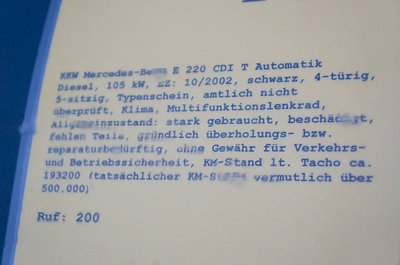 KKW Mercedes-Benz E 220 CDI T Automatik
Diesel, 105 kW, EZ: 10/2002, schwarz, 4-türig,
5-sitzig, Typenschein, amtlich nicht
überprüft, Klima, Multifunktionslenkrad,
Allgemeinzustand: stark gebraucht, beschädigt,
fehlen Teile, gründlich überholungs- bzw.
reparaturbedürftig, ohne Gewähr für Verkehrs-
und Betriebssicherheit, KM-Stand lt. Tacho ca.
193200 (tatsächlicher KM-Stand vermutlich über
500.000)
Ruf: 200